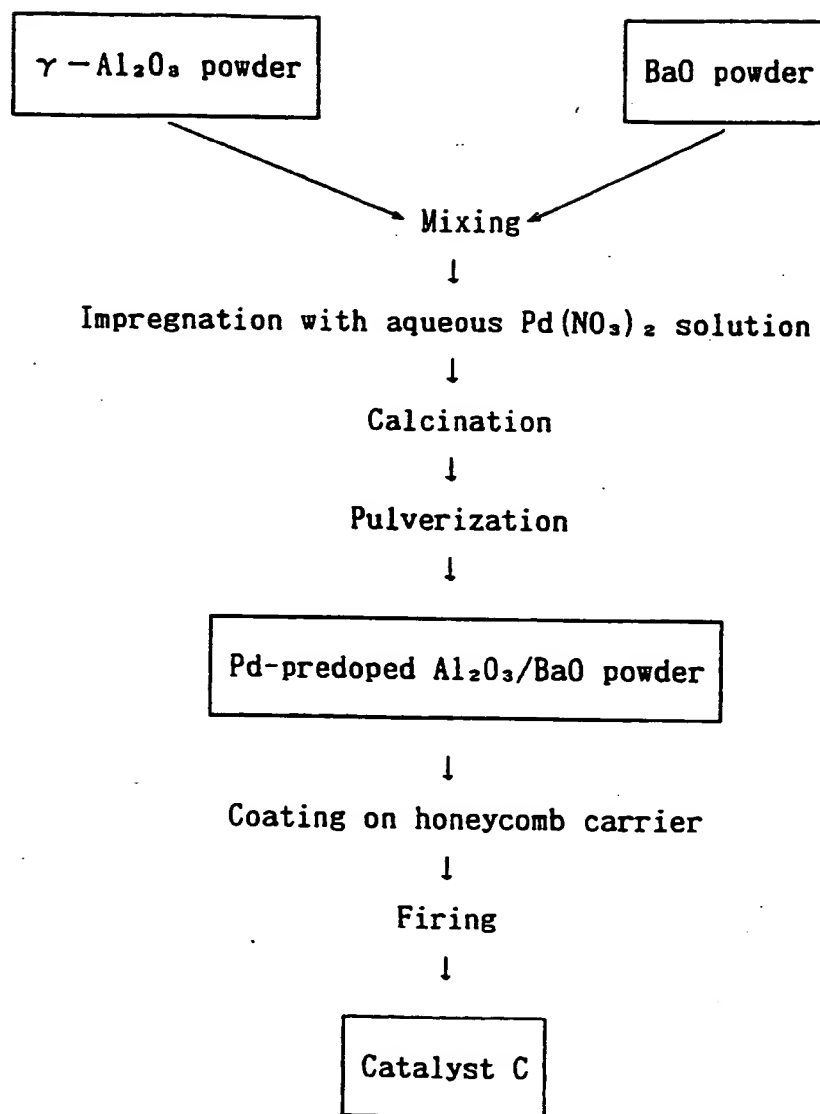 γ-Al₂O₃ powder
BaO powder
Mixing
↓
Impregnation with aqueous Pd(NO₃)₂ solution
↓
Calcination
↓
Pulverization
↓
Pd-predoped Al₂O₃/BaO powder
↓
Coating on honeycomb carrier
↓
Firing
↓
Catalyst C